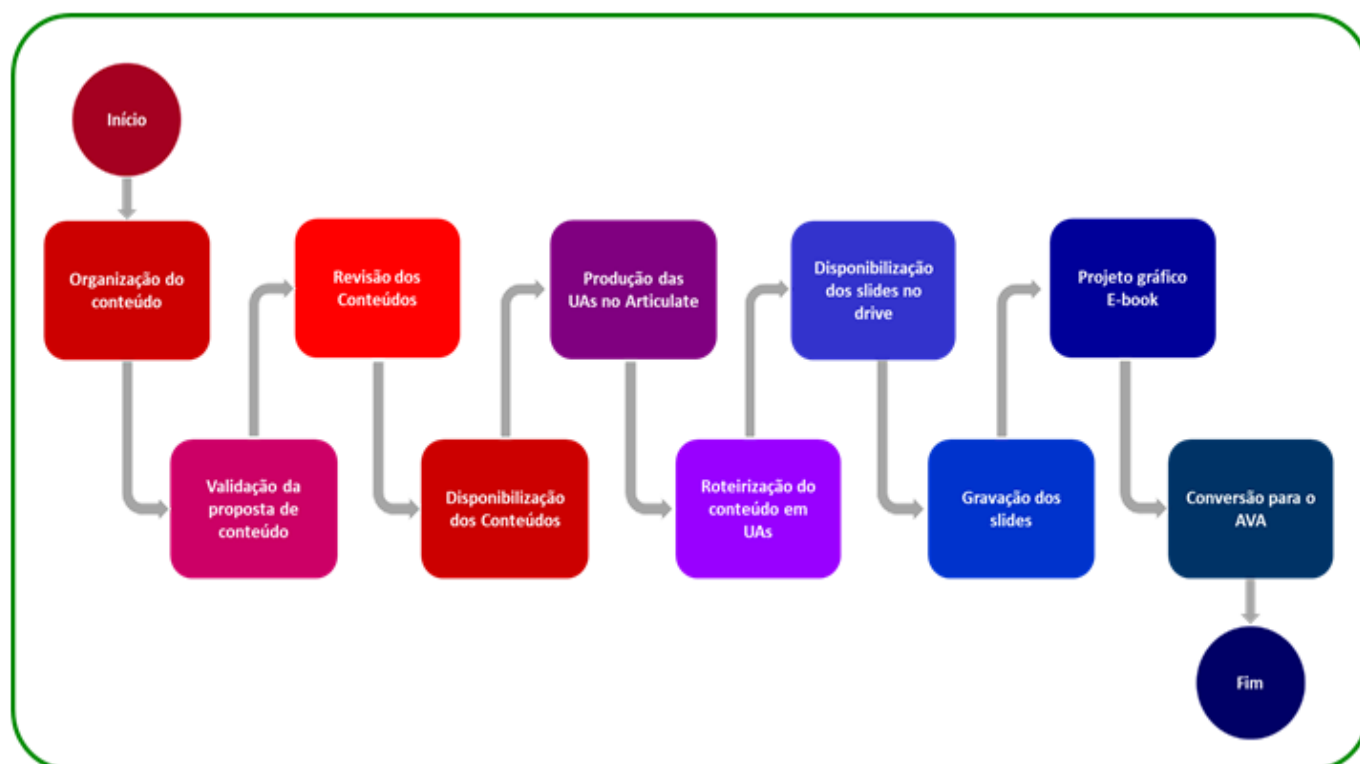 Início
Organização do
conteúdo
Validação da
proposta de
conteúdo
Revisão dos
Conteúdos
Disponibilização
dos Conteúdos
Produção das
UAs no Articulate
Roteirização do
conteúdo em
UAs
Disponibilização
dos slides no
drive
Gravação dos
slides
Projeto gráfico
E-book
Conversão para o
AVA
Fim